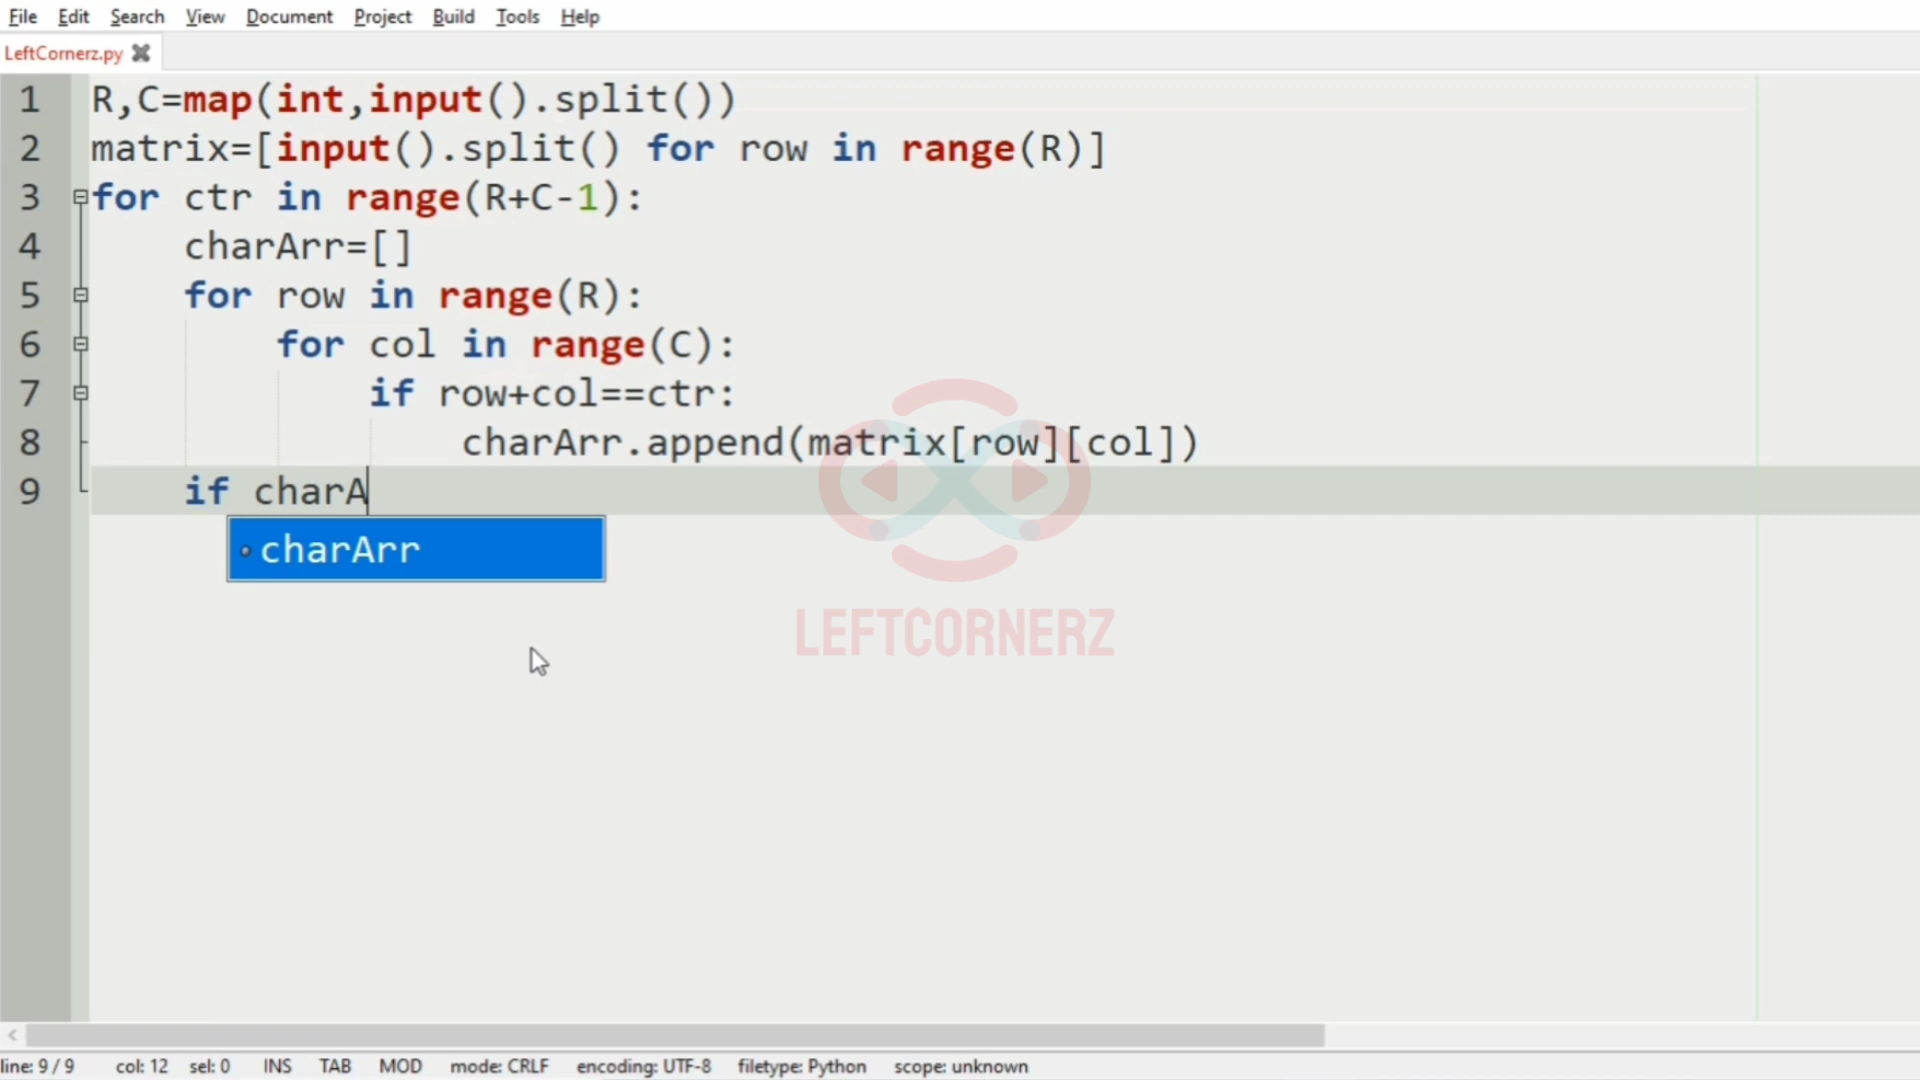 File Edit Search View Document Project Build Tools Help
LeftCornerz.py
1 R,C=map(int,input().split())
2 matrix=[input().split() for row in range(R)]
3 for ctr in range(R+C-1):
4     charArr=[]
5     for row in range(R):
6         for col in range(C):
7             if row+col==ctr:
8                 charArr.append(matrix[row][col])
9     if charA
charArr
LEFTCORNERZ
line: 9 / 9 col: 12 sel: 0 INS TAB MOD mode: CRLF encoding: UTF-8 filetype: Python scope: unknown